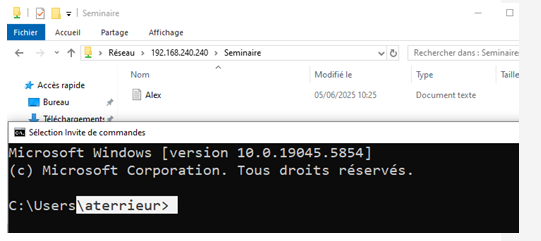 Seminaire
Fichier Accueil Partage Affichage
Réseau > 192.168.240.240 > Seminaire
Rechercher dans : Seminaire
Nom Modifié le Type Taille
Accès rapide
Alex 05/06/2025 10:25 Document texte
Bureau
Téléchargements
Sélection Invite de commandes
Microsoft Windows [version 10.0.19045.5854]
(c) Microsoft Corporation. Tous droits réservés.
C:\Users\aterrieur>